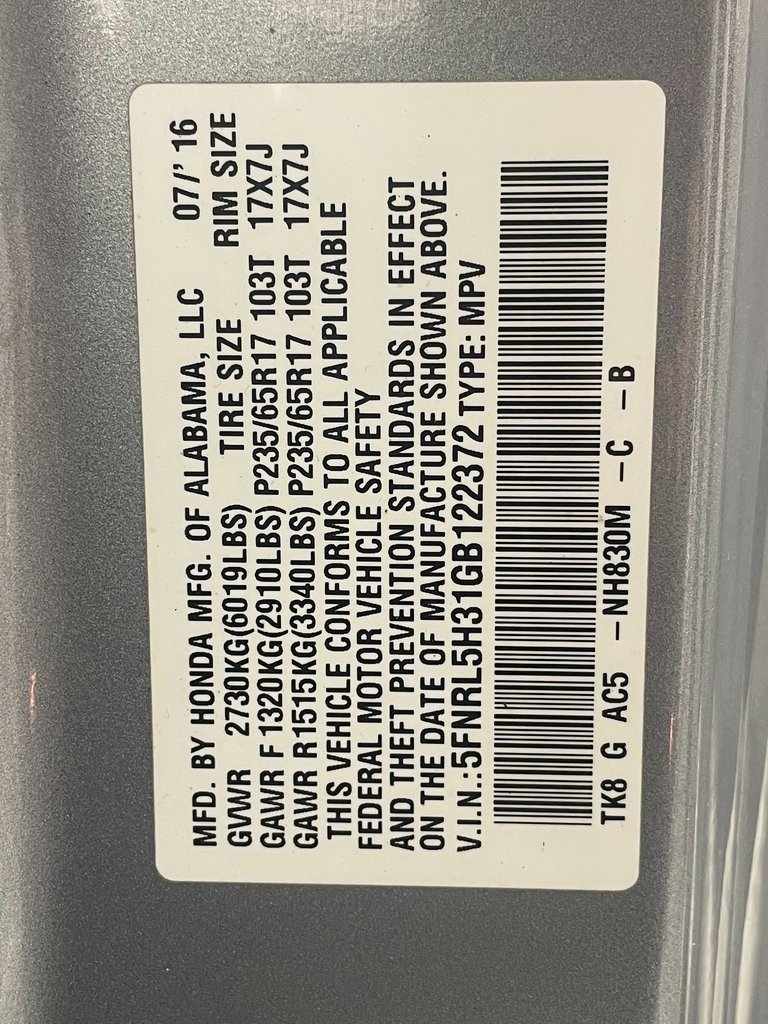 MFD. BY HONDA MFG. OF ALABAMA, LLC 07/'16
GVWR 2730KG(6019LBS) TIRE SIZE RIM SIZE
GAWR F 1320KG(2910LBS) P235/65R17 103T 17X7J
GAWR R1515KG(3340LBS) P235/65R17 103T 17X7J
THIS VEHICLE CONFORMS TO ALL APPLICABLE
FEDERAL MOTOR VEHICLE SAFETY
AND THEFT PREVENTION STANDARDS IN EFFECT
ON THE DATE OF MANUFACTURE SHOWN ABOVE.
V.I.N.:5FNRL5H31GB122372 TYPE: MPV
TK8 G AC5 -NH830M -C -B